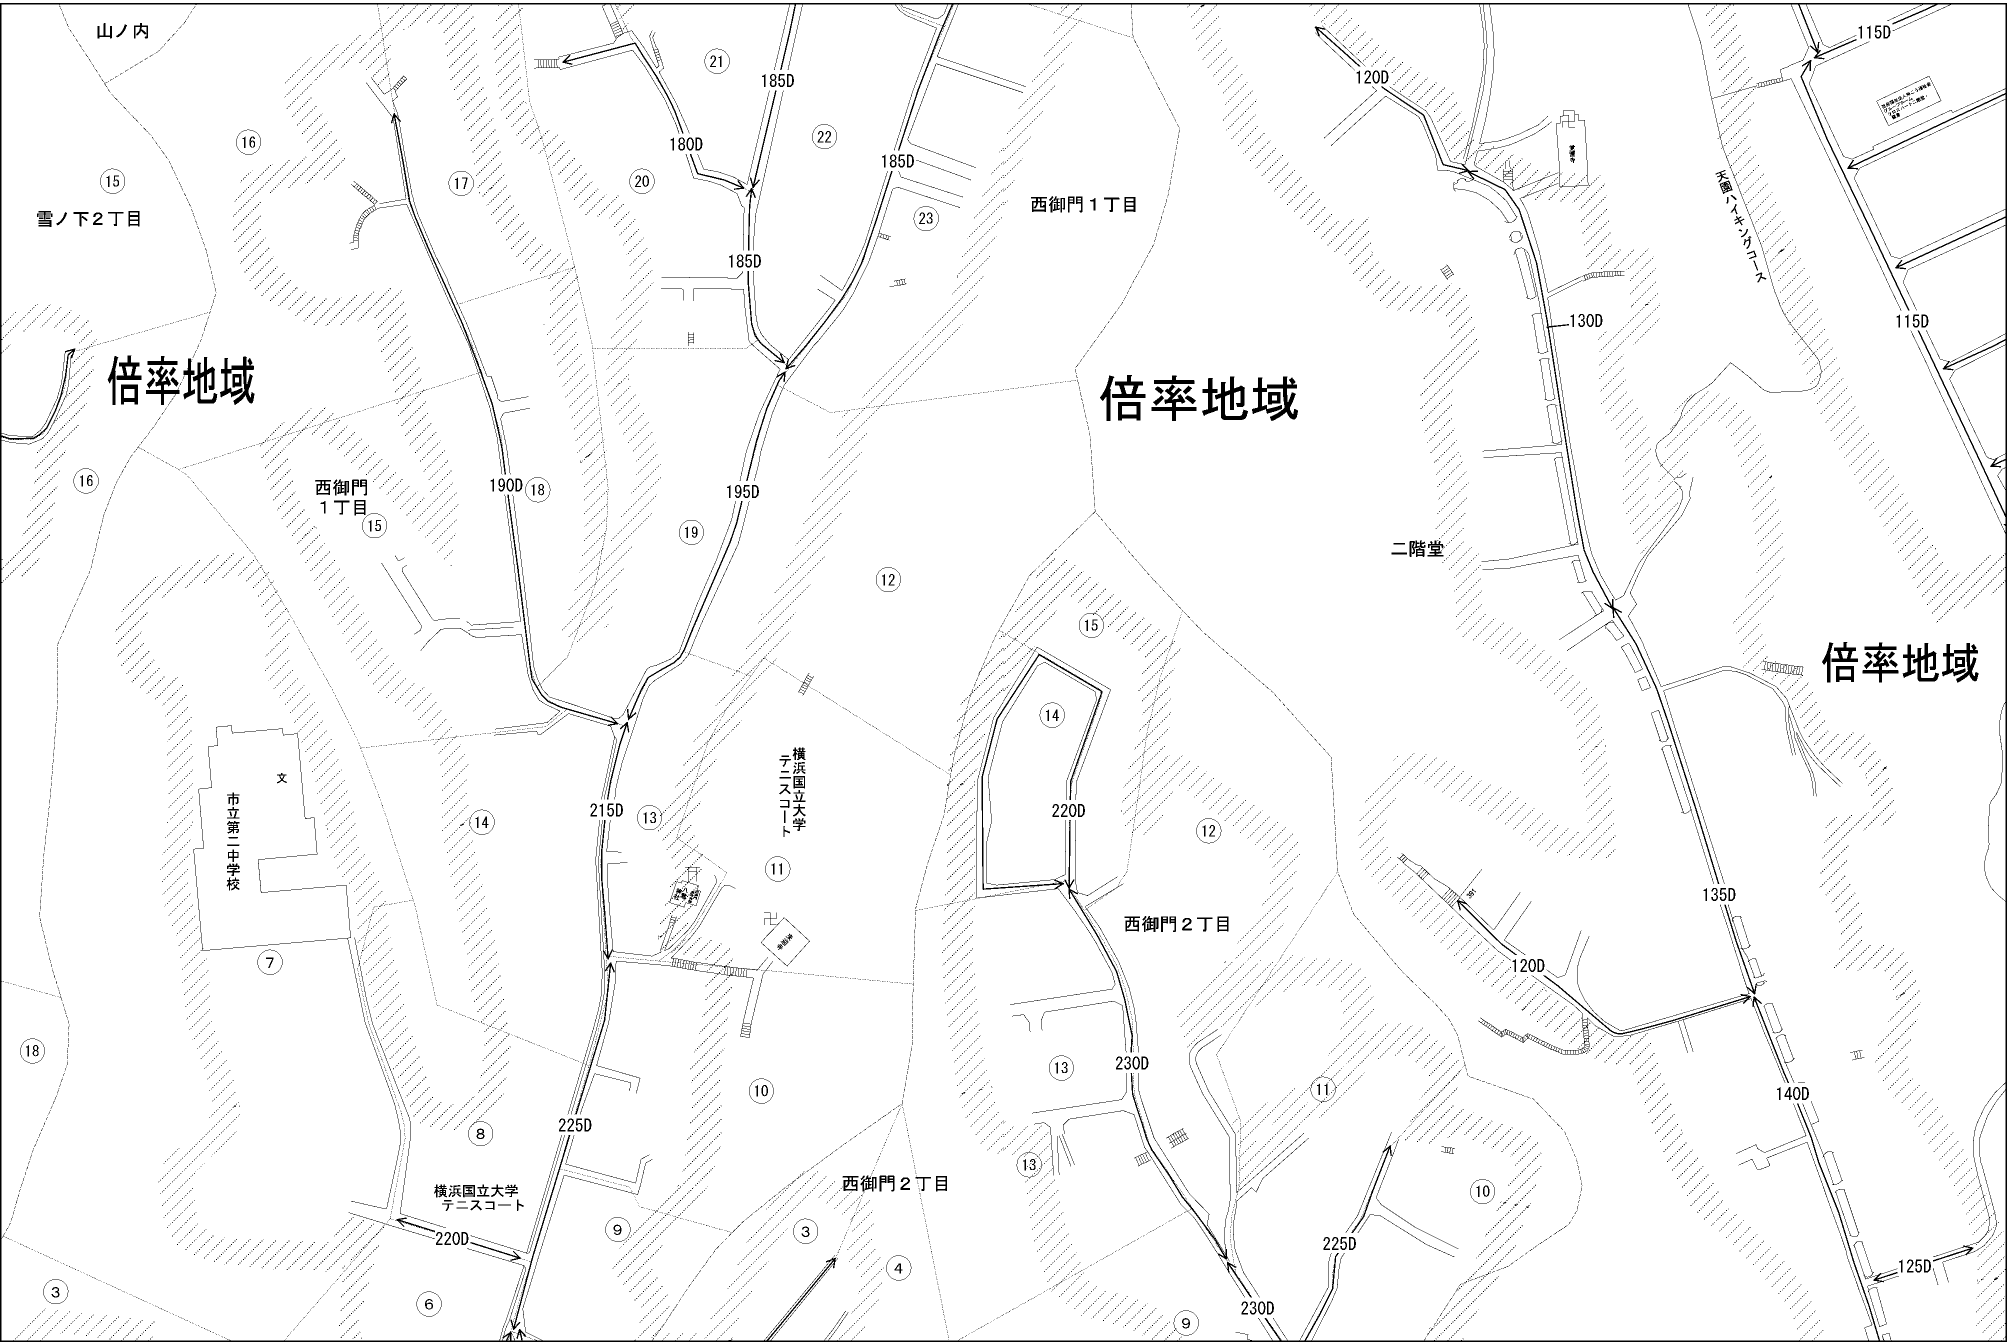 山ノ内
21
185D
120D
115D
16
180D
22
15
雪ノ下２丁目
17
20
185D
23
西御門１丁目
天園ハイキングコース
185D
130D
115D
倍率地域
倍率地域
16
西御門
１丁目
15
190D
18
195D
19
12
二階堂
15
倍率地域
14
市立第二中学校
文
14
215D
13
横浜国立大学
テニスコート
11
220D
12
135D
7
西御門２丁目
120D
18
8
225D
10
13
230D
11
140D
13
横浜国立大学
テニスコート
220D
9
西御門２丁目
3
4
10
225D
125D
3
6
230D
9